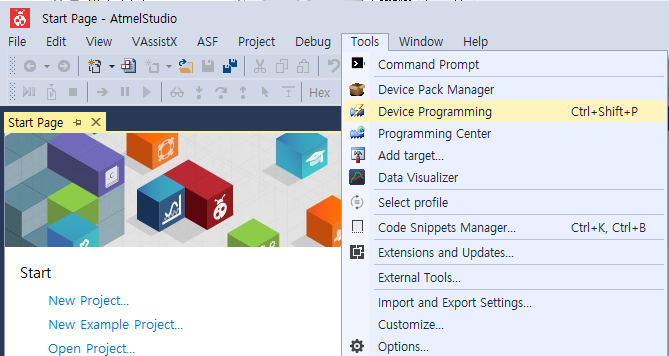 Start Page - AtmelStudio
File Edit View VAssistX ASF Project Debug Tools Window Help
Hex
Start Page
Command Prompt
Device Pack Manager
Device Programming Ctrl+Shift+P
Programming Center
Add target...
Data Visualizer
Select profile
Code Snippets Manager... Ctrl+K, Ctrl+B
Extensions and Updates...
External Tools...
Import and Export Settings...
Customize...
Options...
Start
New Project...
New Example Project...
Open Project...